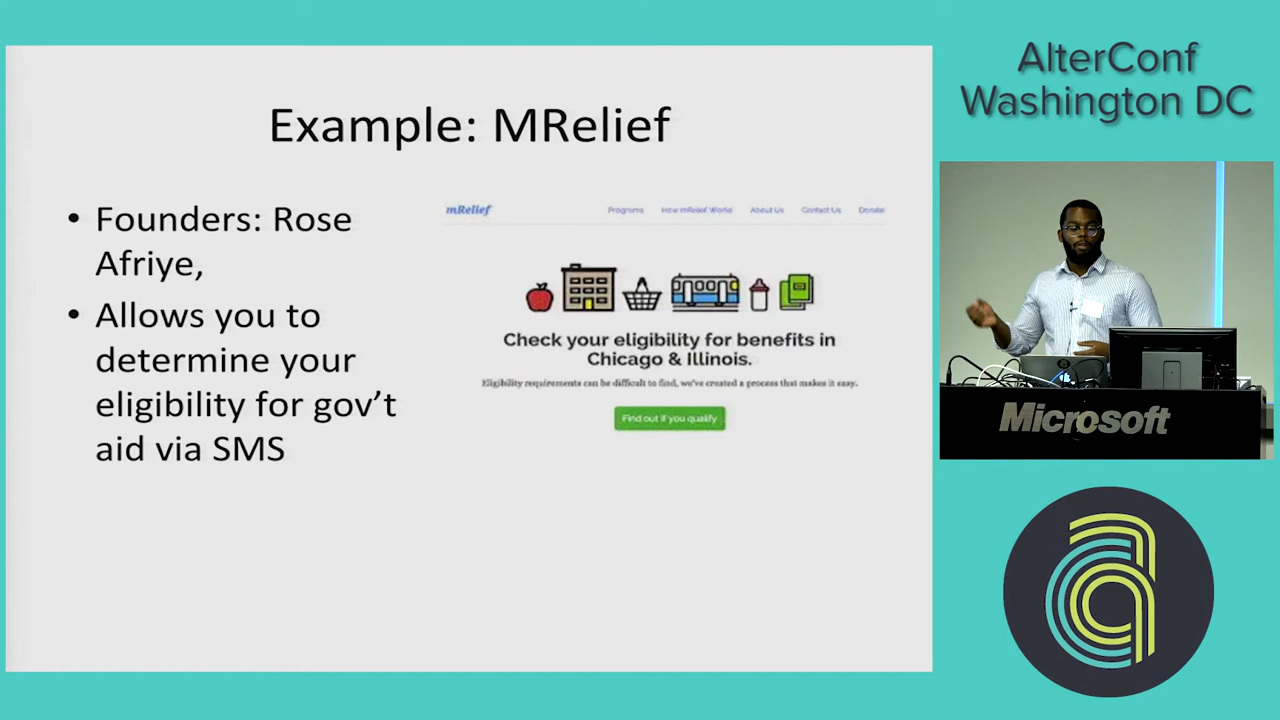 Example: MRelief
• Founders: Rose
Afriye,
• Allows you to
determine your
eligibility for gov't
aid via SMS
mRelief
Programs
How mRelief Works
About Us
Contact Us
Donate
Check your eligibility for benefits in
Chicago & Illinois.
Eligibility requirements can be difficult to find, we've created a process that makes it easy.
Find out if you qualify
AlterConf
Washington DC
Microsoft